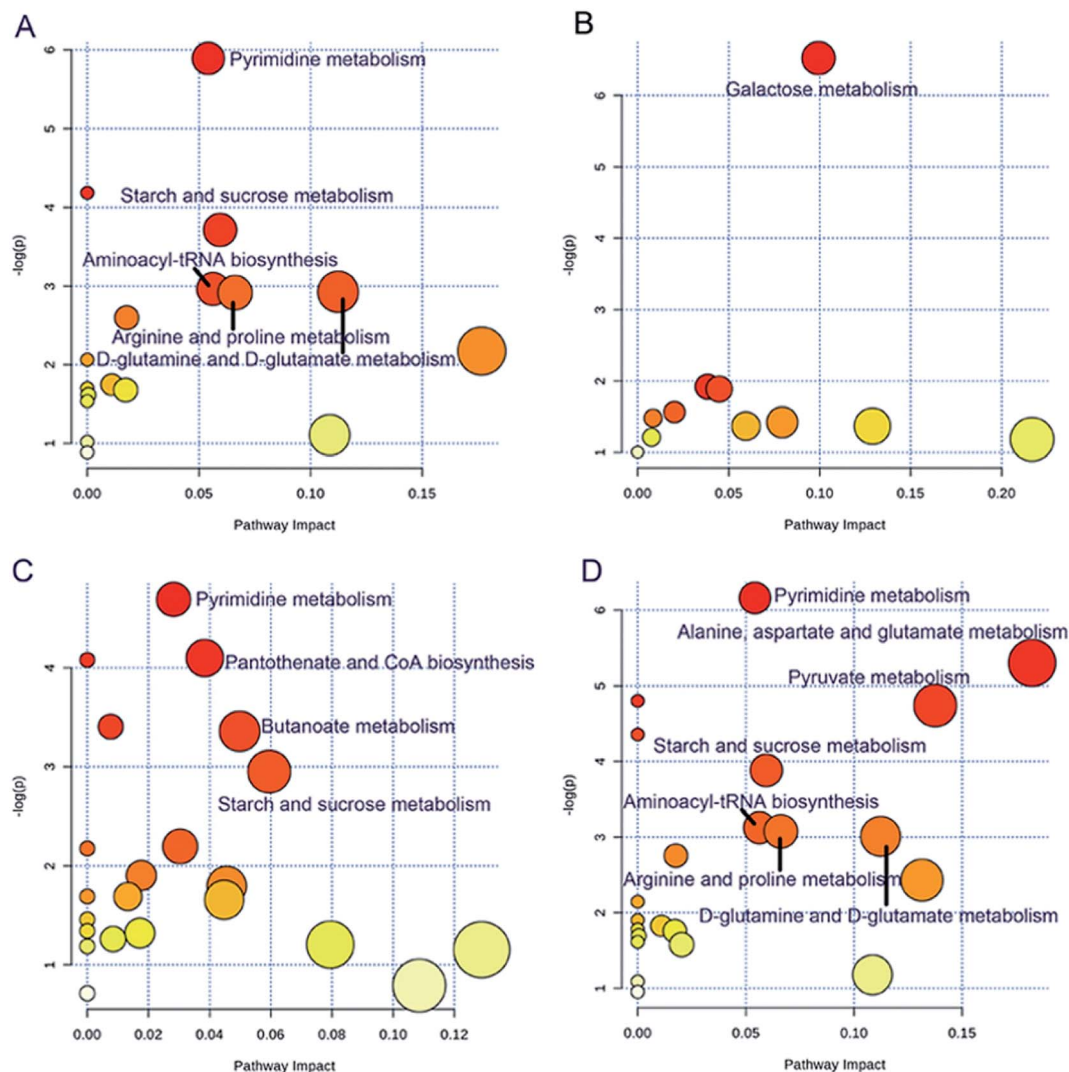 A
6
5
4
3
2
1
-log(p)
Pyrimidine metabolism
Starch and sucrose metabolism
Aminoacyl-tRNA biosynthesis
Arginine and proline metabolism
D-glutamine and D-glutamate metabolism
0.00 0.05 0.10 0.15
Pathway Impact
B
6
5
4
3
2
1
-log(p)
Galactose metabolism
0.00 0.05 0.10 0.15 0.20
Pathway Impact
C
4
3
2
1
-log(p)
Pyrimidine metabolism
Pantothenate and CoA biosynthesis
Butanoate metabolism
Starch and sucrose metabolism
0.00 0.02 0.04 0.06 0.08 0.10 0.12
Pathway Impact
D
6
5
4
3
2
1
-log(p)
Pyrimidine metabolism
Alanine, aspartate and glutamate metabolism
Pyruvate metabolism
Starch and sucrose metabolism
Aminoacyl-tRNA biosynthesis
Arginine and proline metabolism
D-glutamine and D-glutamate metabolism
0.00 0.05 0.10 0.15
Pathway Impact